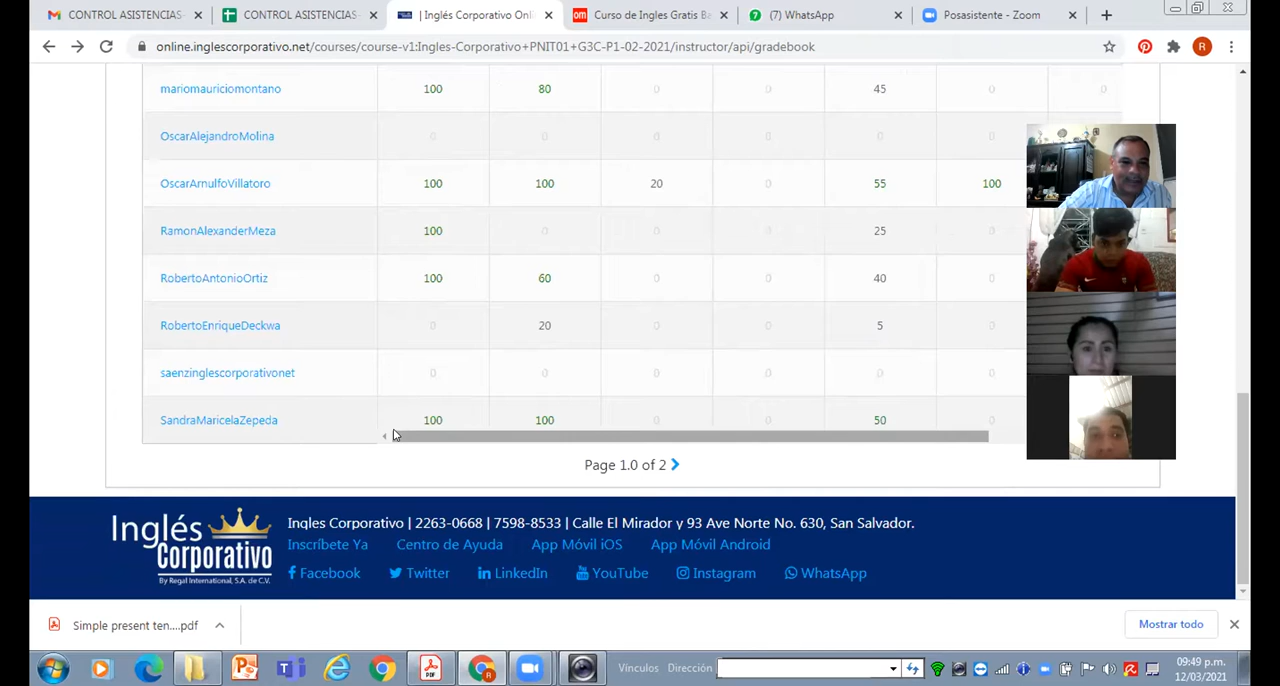 CONTROL ASISTENCIAS- × CONTROL ASISTENCIAS- × | Inglés Corporativo Onl × Curso de Ingles Gratis Ba × (7) WhatsApp × Posasistente - Zoom ×
online.inglescorporativo.net/courses/course-v1:Ingles-Corporativo+PNIT01+G3C-P1-02-2021/instructor/api/gradebook
mariomauriciomontano 100 80 0 0 45 0 0
OscarAlejandroMolina 0 0 0 0 0 0
OscarArnulfoVillatoro 100 100 20 0 55 100
RamonAlexanderMeza 100 0 0 0 25 0
RobertoAntonioOrtiz 100 60 0 0 40 0
RobertoEnriqueDeckwa 0 20 0 0 5 0
saenzinglescorporativonet 0 0 0 0 0 0
SandraMaricelaZepeda 100 100 0 0 50 0
Page 1.0 of 2
Inglés
Corporativo
By Regal International, S.A. de C.V.
Ingles Corporativo | 2263-0668 | 7598-8533 | Calle El Mirador y 93 Ave Norte No. 630, San Salvador.
Inscríbete Ya Centro de Ayuda App Móvil iOS App Móvil Android
Facebook Twitter LinkedIn YouTube Instagram WhatsApp
Simple present ten....pdf Mostrar todo
Vínculos Dirección
09:49 p.m.
12/03/2021